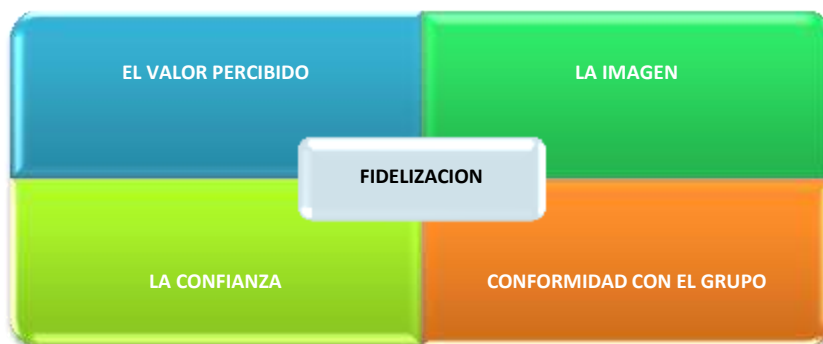 EL VALOR PERCIBIDO
LA IMAGEN
FIDELIZACION
LA CONFIANZA
CONFORMIDAD CON EL GRUPO